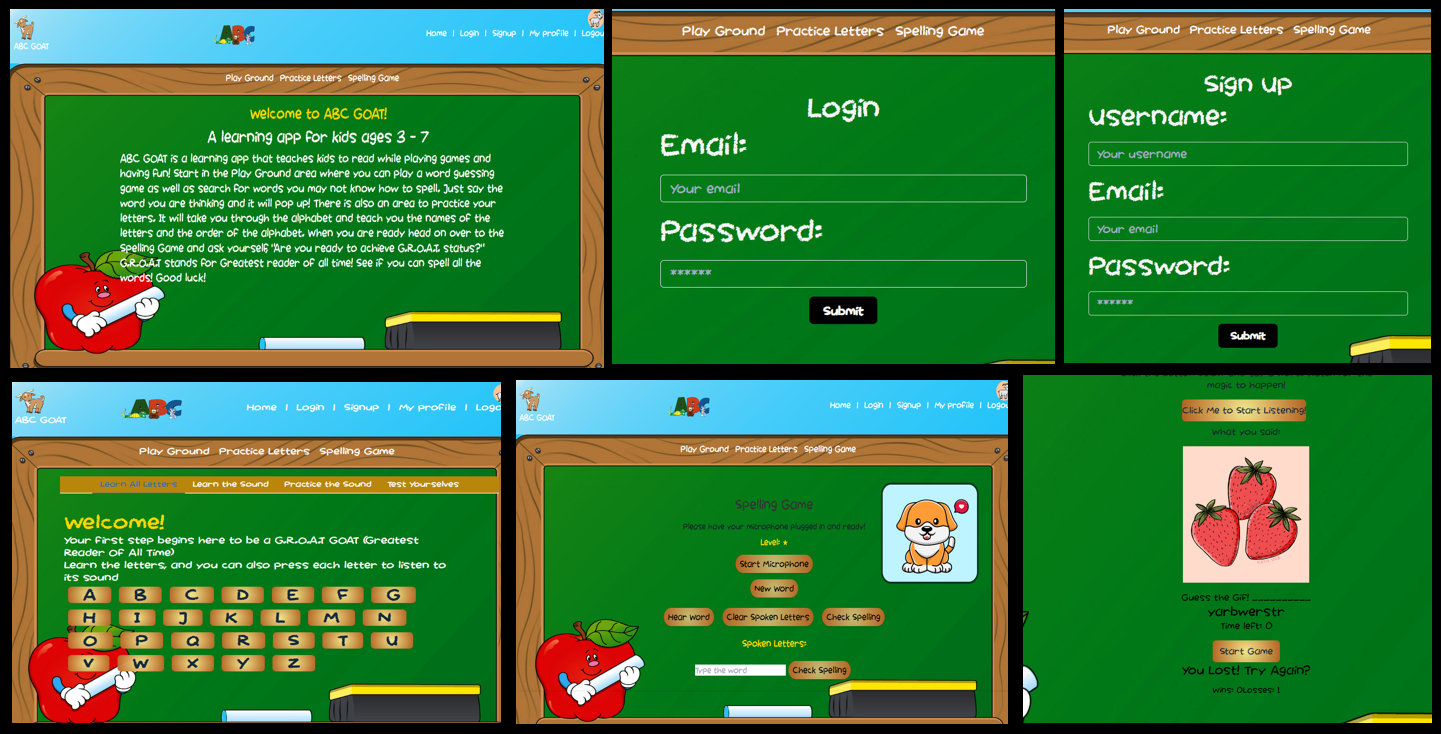 ABC GOAT
ABC
Home | Login | Signup | My profile | Logou
Play Ground Practice Letters Spelling Game
Welcome to ABC GOAT!
A learning app for kids ages 3 - 7
ABC GOAT is a learning app that teaches kids to read while playing games and
having fun! Start in the Play Ground area where you can play a word guessing
game as well as search for words you may not know how to spell. Just say the
word you are thinking and it will pop up! There is also an area to practice your
letters. It will take you through the alphabet and teach you the names of the
letters and the order of the alphabet. When you are ready head on over to the
Spelling Game and ask yourself, "Are you ready to achieve G.R.O.A.T. status?"
G.R.O.A.T stands for Greatest reader of all time! See if you can spell all the
words! Good luck!
Play Ground Practice Letters Spelling Game
Login
Email:
Your email
Password:
******
Submit
Play Ground Practice Letters Spelling Game
Sign up
Username:
Your username
Email:
Your email
Password:
******
Submit
ABC GOAT
ABC
Home | Login | Signup | My profile | Logo
Play Ground Practice Letters Spelling Game
Learn All Letters Learn the Sound Practice the Sound Test Yourselves
Welcome!
Your first step begins here to be a G.R.O.A.T GOAT (Greatest
Reader Of All Time)
Learn the letters, and you can also press each letter to listen to
its sound
A B C D E F G
H I J K L M N
O P Q R S T U
V W X Y Z
ABC GOAT
ABC
Home | Login | Signup | My profile | Logou
Play Ground Practice Letters Spelling Game
Spelling Game
Please have your microphone plugged in and ready!
Level: ★
Start Microphone
New Word
Hear Word Clear Spoken Letters Check Spelling
Spoken Letters:
Type the word Check Spelling
magic to happen!
Click Me to Start Listening!
What you said:
Guess the Gif! __________
yarbwerstr
Time left: 0
Start Game
You Lost! Try Again?
Wins: 0Losses: 1